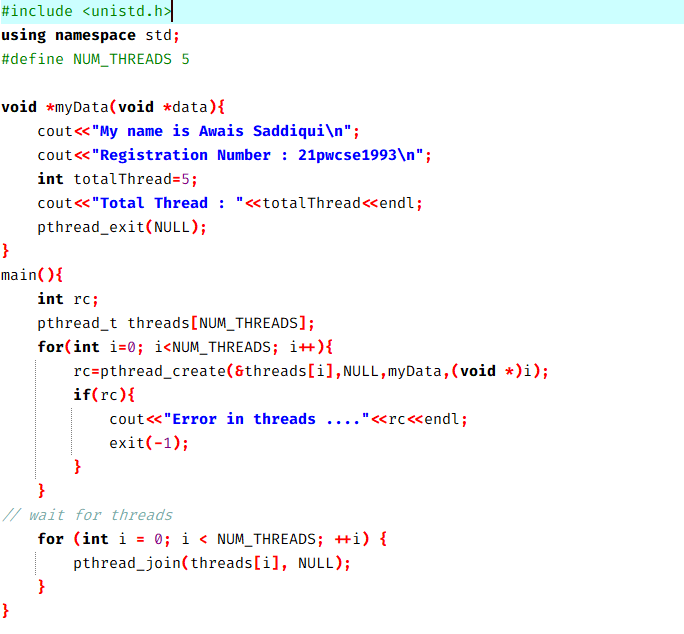 #include <unistd.h>
using namespace std;
#define NUM_THREADS 5

void *myData(void *data){
    cout<<"My name is Awais Saddiqui\n";
    cout<<"Registration Number : 21pwcse1993\n";
    int totalThread=5;
    cout<<"Total Thread : "<<totalThread<<endl;
    pthread_exit(NULL);
}
main(){
    int rc;
    pthread_t threads[NUM_THREADS];
    for(int i=0; i<NUM_THREADS; i++){
        rc=pthread_create(&threads[i],NULL,myData,(void *)i);
        if(rc){
            cout<<"Error in threads ...."<<rc<<endl;
            exit(-1);
        }
    }
// wait for threads
    for (int i = 0; i < NUM_THREADS; ++i) {
        pthread_join(threads[i], NULL);
    }
}